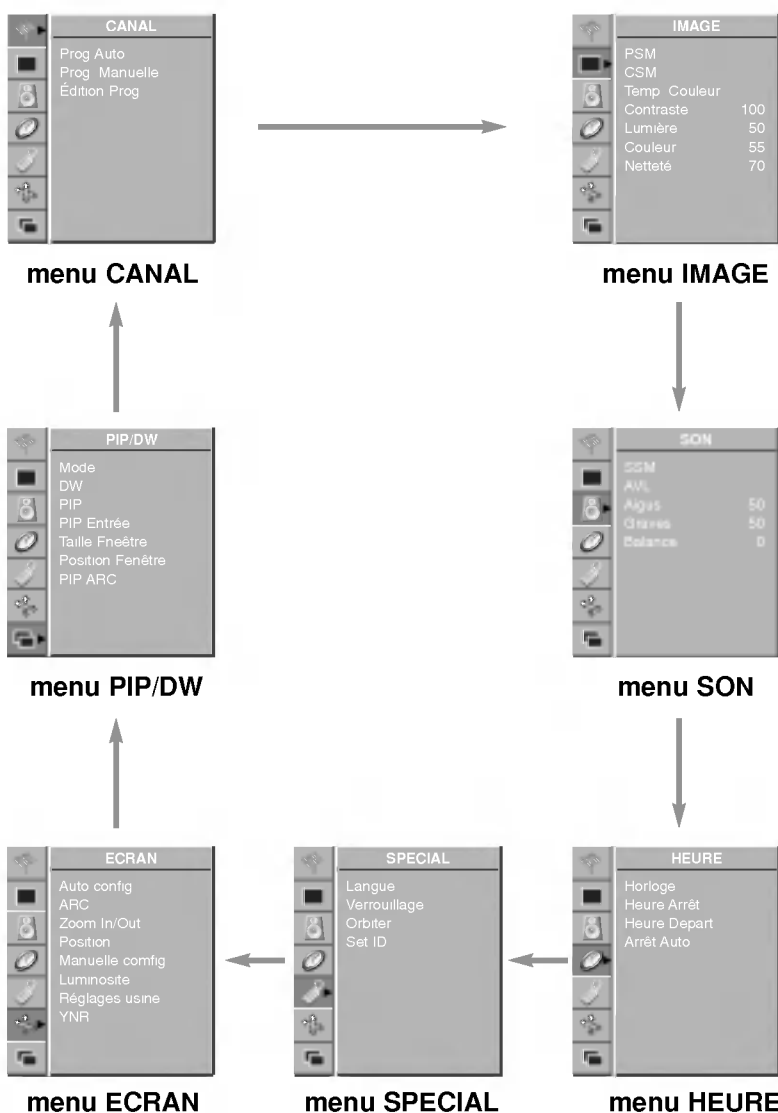 CANAL
Prog Auto
Prog Manuelle
Édition Prog
menu CANAL
IMAGE
PSM
CSM
Temp Couleur
Contraste 100
Lumière 50
Couleur 55
Netteté 70
menu IMAGE
PIP/DW
Mode
DW
PIP
PIP Entrée
Taille Fneêtre
Position Fenêtre
PIP ARC
menu PIP/DW
SON
SSM
AVL
Aigus 50
Graves 50
Balance 0
menu SON
ECRAN
Auto config
ARC
Zoom In/Out
Position
Manuelle comfig
Luminosite
Réglages usine
YNR
menu ECRAN
SPECIAL
Langue
Verrouillage
Orbiter
Set ID
menu SPECIAL
HEURE
Horloge
Heure Arrêt
Heure Depart
Arrêt Auto
menu HEURE